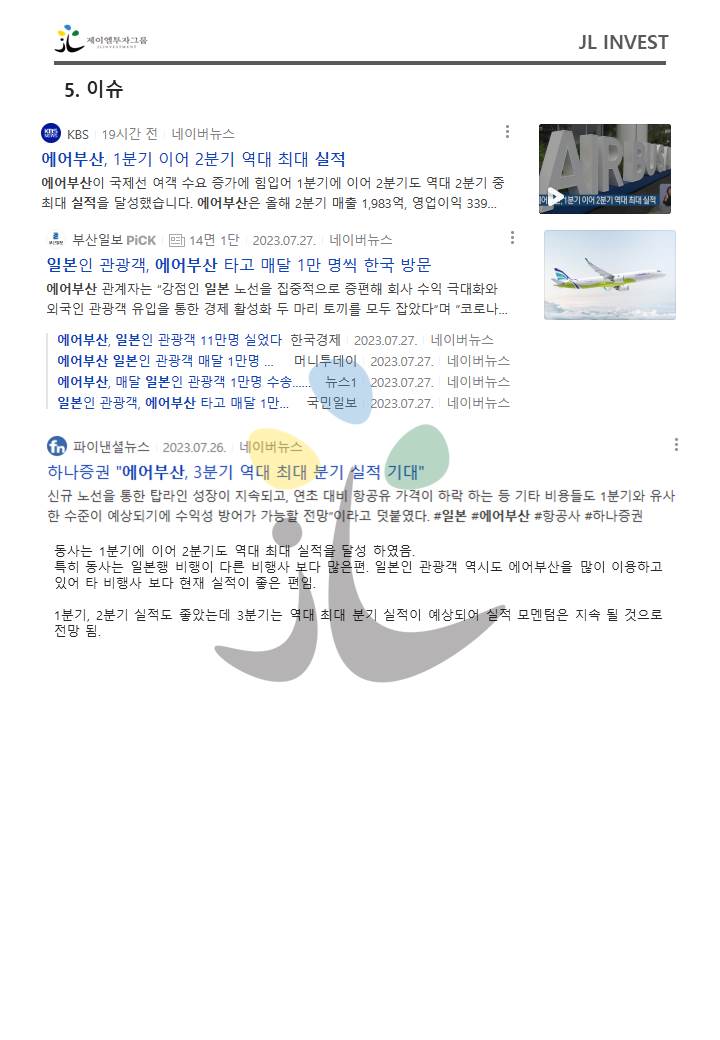 제이엘투자그룹
JL INVESTMENT
JL INVEST
5. 이슈
KBS NEWS KBS 19시간 전 네이버뉴스
에어부산, 1분기 이어 2분기 역대 최대 실적
에어부산이 국제선 여객 수요 증가에 힘입어 1분기에 이어 2분기도 역대 2분기 중
최대 실적을 달성했습니다. 에어부산은 올해 2분기 매출 1,983억, 영업이익 339...
AIRBUS
1분기 이어 2분기 역대 최대 실적
부산일보 부산일보 PiCK 14면 1단 2023.07.27. 네이버뉴스
일본인 관광객, 에어부산 타고 매달 1만 명씩 한국 방문
에어부산 관계자는 “강점인 일본 노선을 집중적으로 증편해 회사 수익 극대화와
외국인 관광객 유입을 통한 경제 활성화 두 마리 토끼를 모두 잡았다”며 “코로나...
에어부산, 일본인 관광객 11만명 실었다 한국경제 2023.07.27. 네이버뉴스
에어부산 일본인 관광객 매달 1만명 ... 머니투데이 2023.07.27. 네이버뉴스
에어부산, 매달 일본인 관광객 1만명 수송...... 뉴스1 2023.07.27. 네이버뉴스
일본인 관광객, 에어부산 타고 매달 1만... 국민일보 2023.07.27. 네이버뉴스
fn 파이낸셜뉴스 2023.07.26. 네이버뉴스
하나증권 "에어부산, 3분기 역대 최대 분기 실적 기대"
신규 노선을 통한 탑라인 성장이 지속되고, 연초 대비 항공유 가격이 하락 하는 등 기타 비용들도 1분기와 유사
한 수준이 예상되기에 수익성 방어가 가능할 전망”이라고 덧붙였다. #일본 #에어부산 #항공사 #하나증권
동사는 1분기에 이어 2분기도 역대 최대 실적을 달성 하였음.
특히 동사는 일본행 비행이 다른 비행사 보다 많은편. 일본인 관광객 역시도 에어부산을 많이 이용하고
있어 타 비행사 보다 현재 실적이 좋은 편임.
1분기, 2분기 실적도 좋았는데 3분기는 역대 최대 분기 실적이 예상되어 실적 모멘텀은 지속 될 것으로
전망 됨.